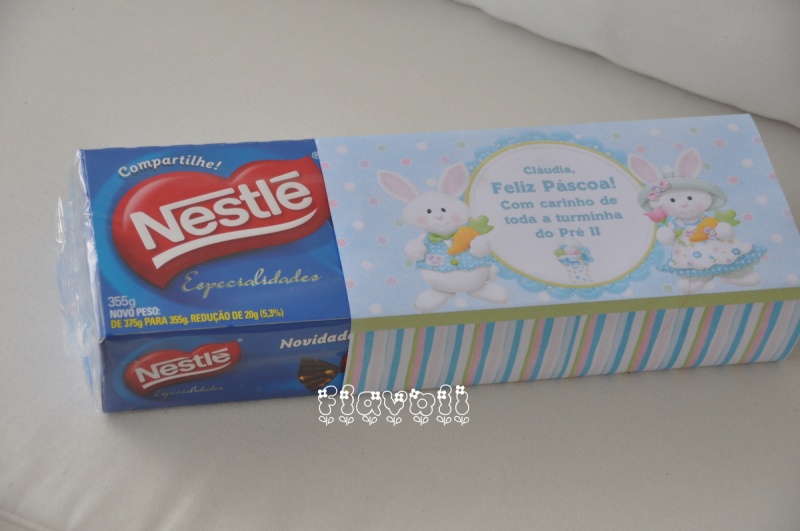 Compartilhe!
Nestlé
Especialidades
355g
NOVO PESO:
DE 375g PARA 355g. REDUÇÃO DE 20g (5,3%)
Nestlé
Especialidades
Novidade
Cláudia,
Feliz Páscoa!
Com carinho de
toda a turminha
do Pré II
flavoli